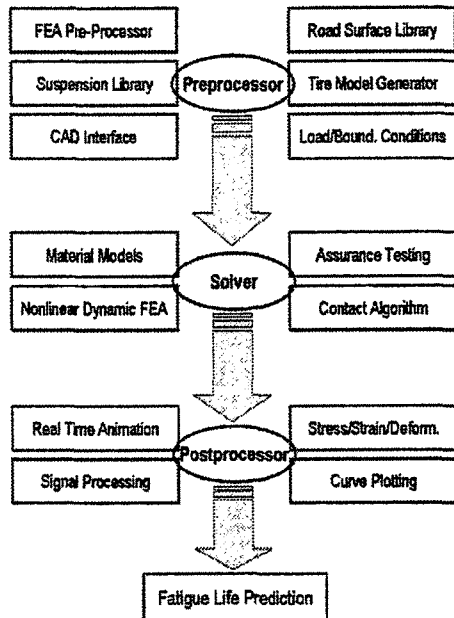 FEA Pre-Processor
Road Surface Library
Suspension Library
Preprocessor
Tire Model Generator
CAD Interface
Load/Bound. Conditions
Material Models
Assurance Testing
Solver
Nonlinear Dynamic FEA
Contact Algorithm
Real Time Animation
Stress/Strain/Deform.
Postprocessor
Signal Processing
Curve Plotting
Fatigue Life Prediction